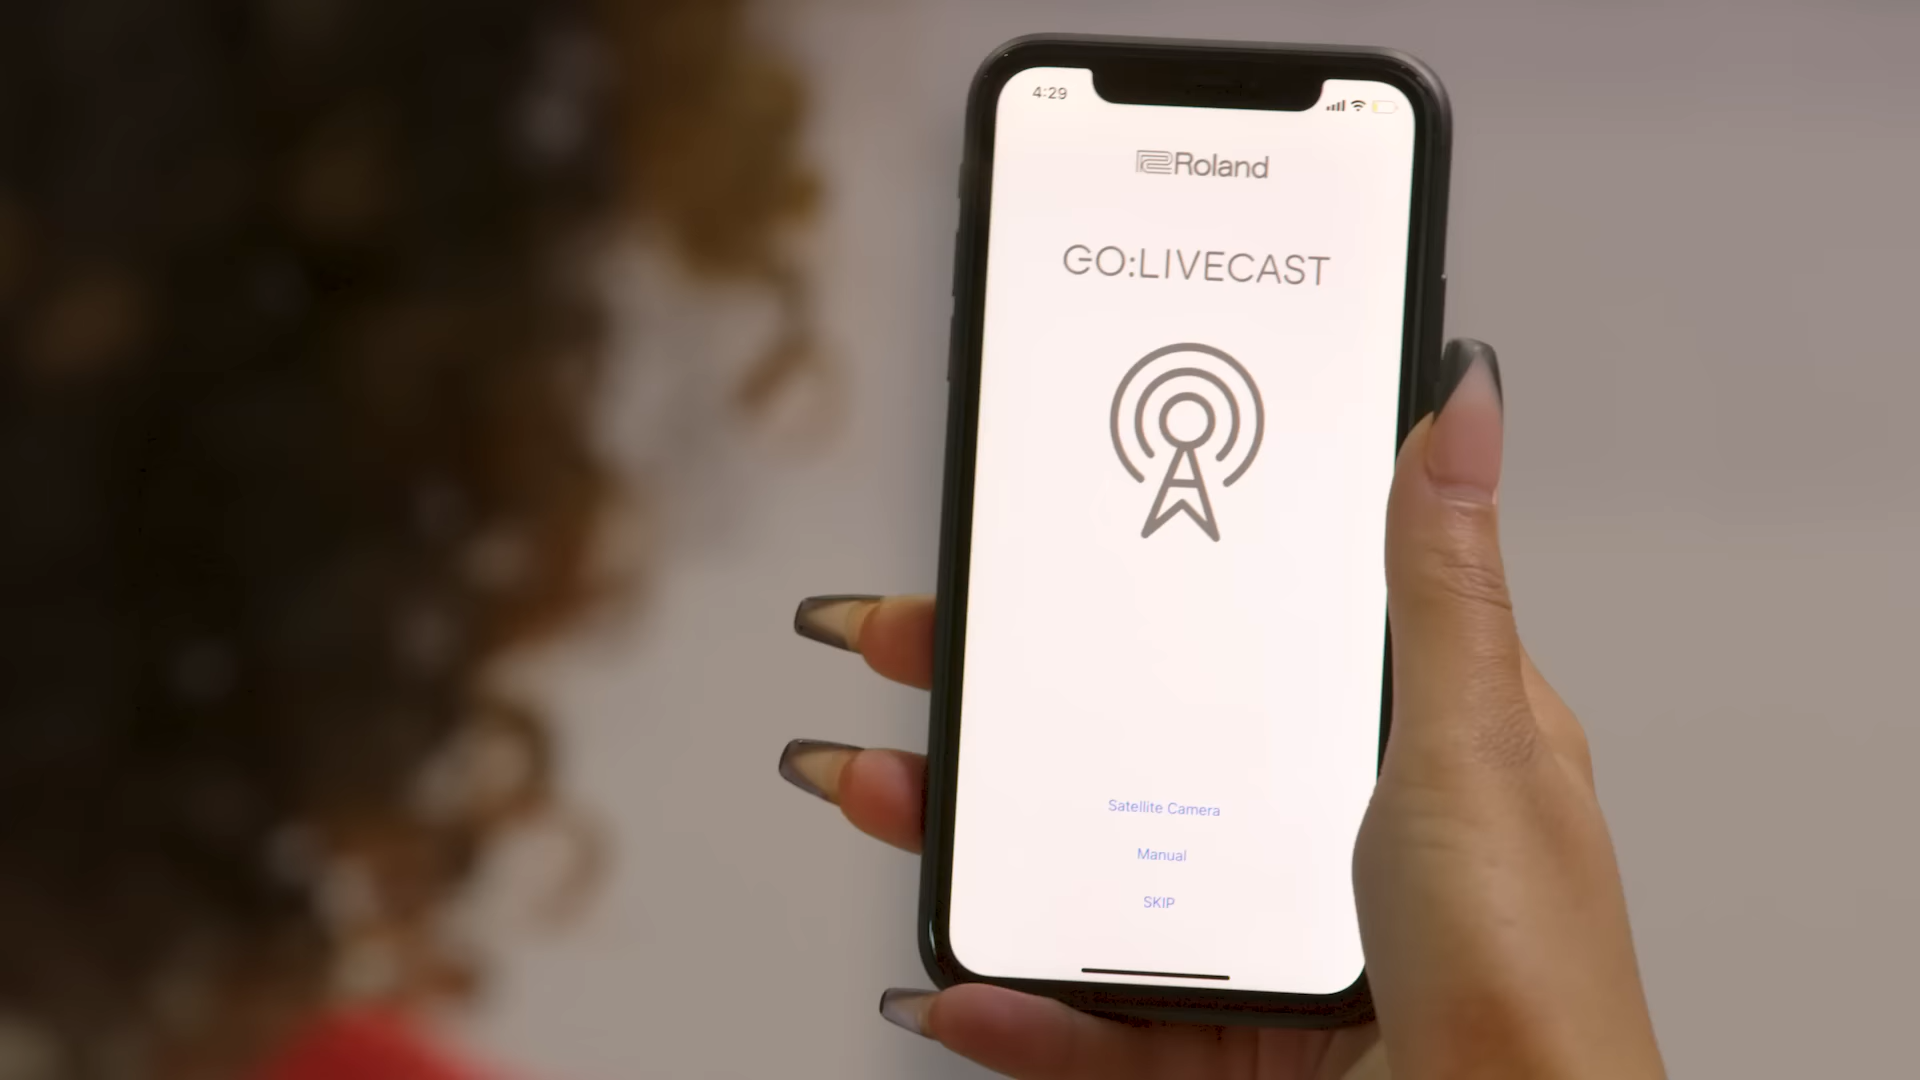 4:29
Roland
GO:LIVECAST
Satellite Camera
Manual
SKIP